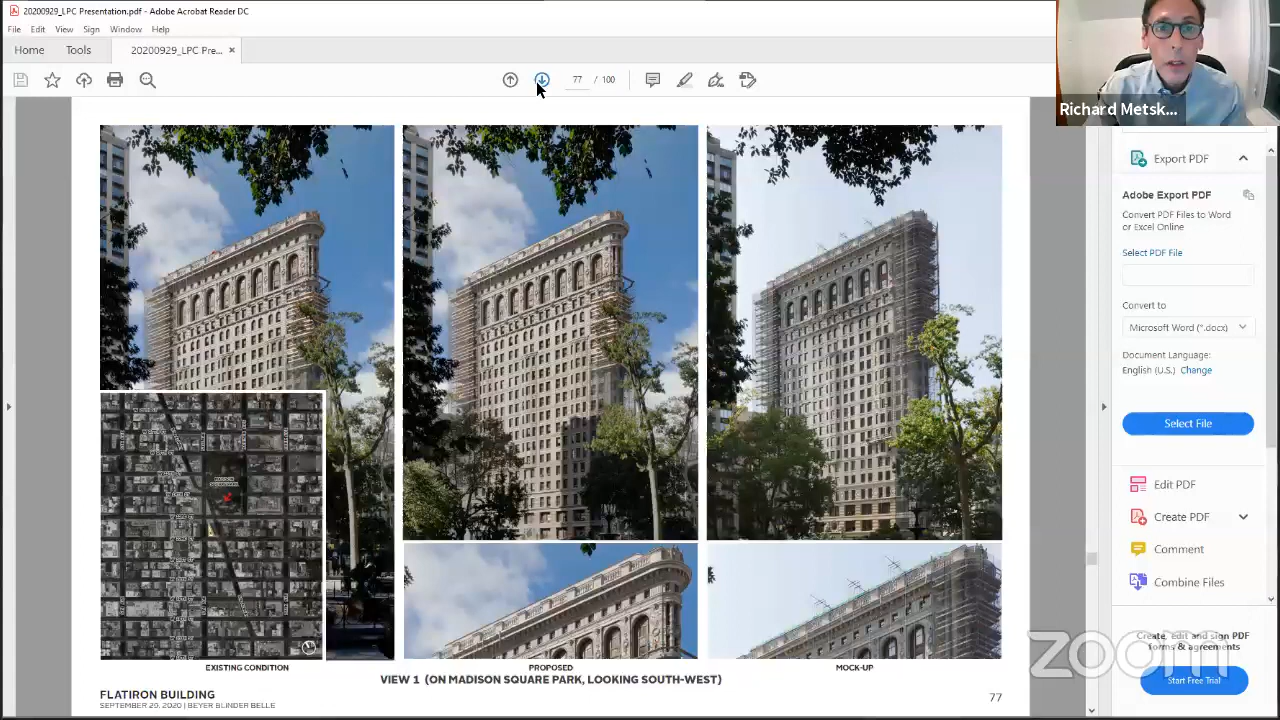 20200929_LPC Presentation.pdf - Adobe Acrobat Reader DC
File Edit View Sign Window Help
Home Tools 20200929_LPC Pre... ×
77 / 100
Richard Metsk...
Export PDF
Adobe Export PDF
Convert PDF Files to Word
or Excel Online
Select PDF File
Convert to
Microsoft Word (*.docx)
Document Language:
English (U.S.) Change
Select File
Edit PDF
Create PDF
Comment
Combine Files
Create, edit and sign PDF
forms & agreements
Start Free Trial
zoom
EXISTING CONDITION
PROPOSED
MOCK-UP
VIEW 1 (ON MADISON SQUARE PARK, LOOKING SOUTH-WEST)
FLATIRON BUILDING
SEPTEMBER 29, 2020 | BEYER BLINDER BELLE
77